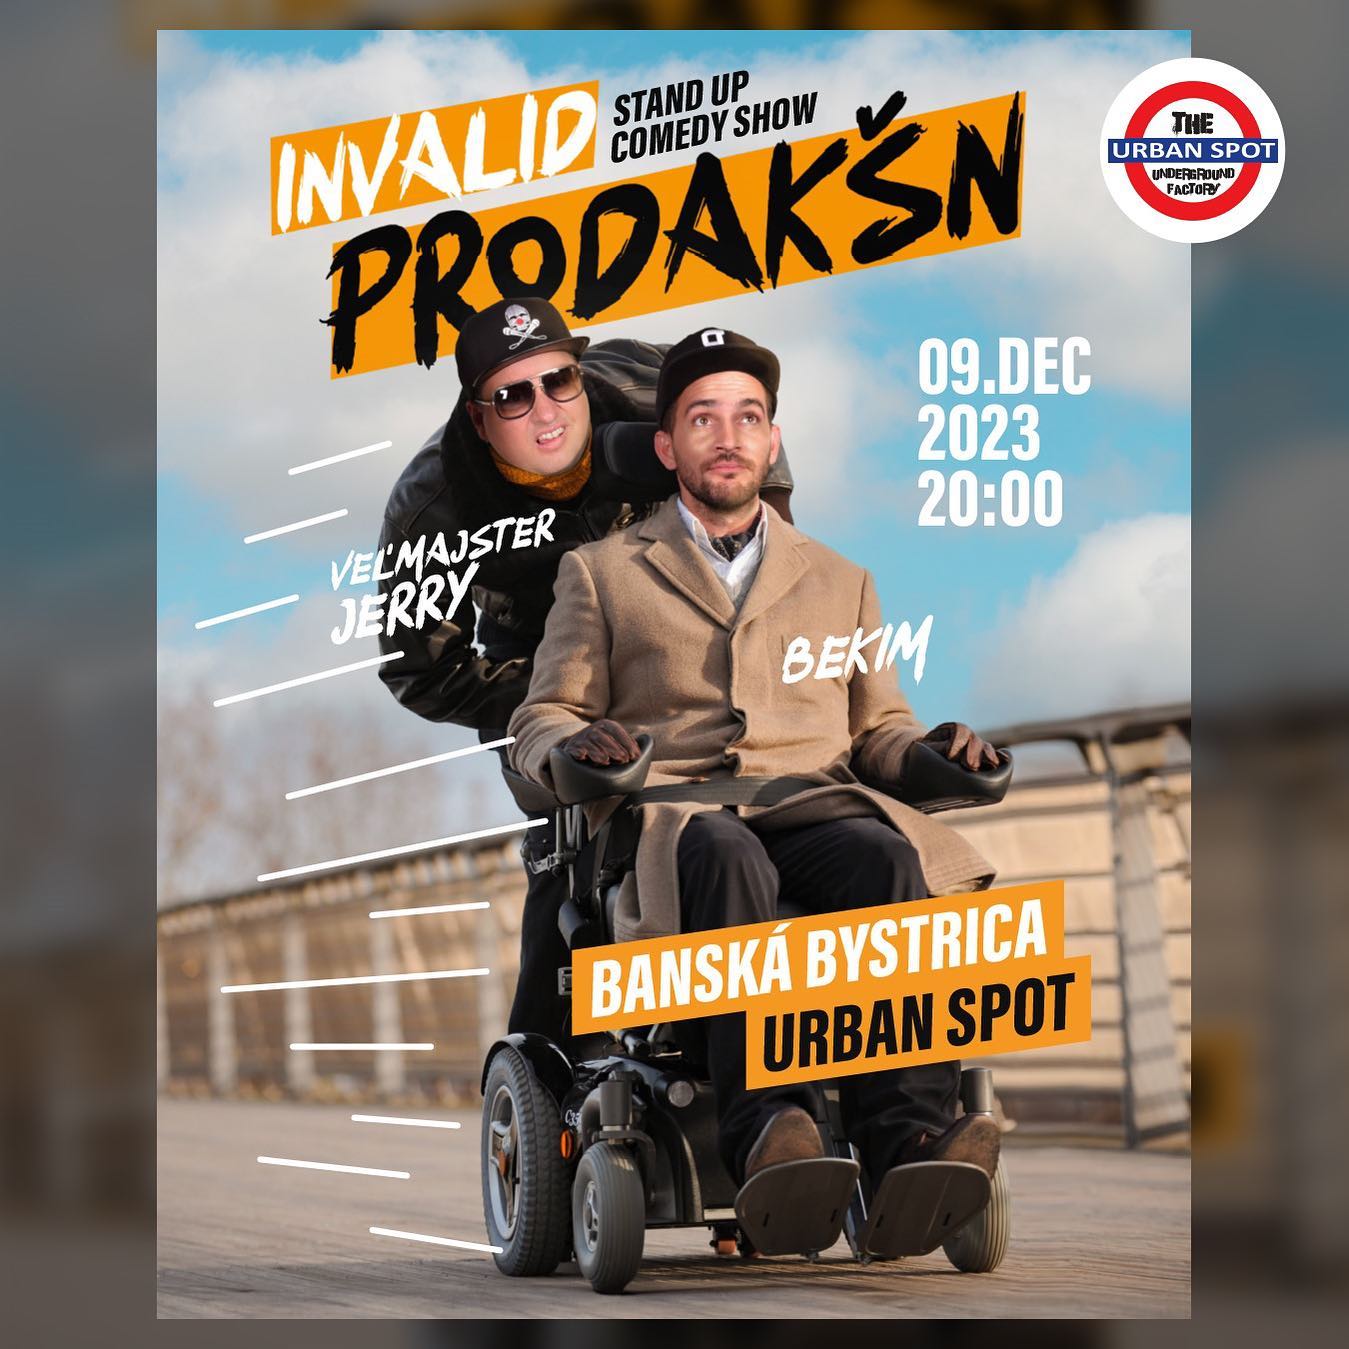 INVALID
STAND UP
COMEDY SHOW
PRODAKŠN
THE
URBAN SPOT
UNDERGROUND
FACTORY
09.DEC
2023
20:00
VEĽMAJSTER
JERRY
BEKIM
BANSKÁ BYSTRICA
URBAN SPOT